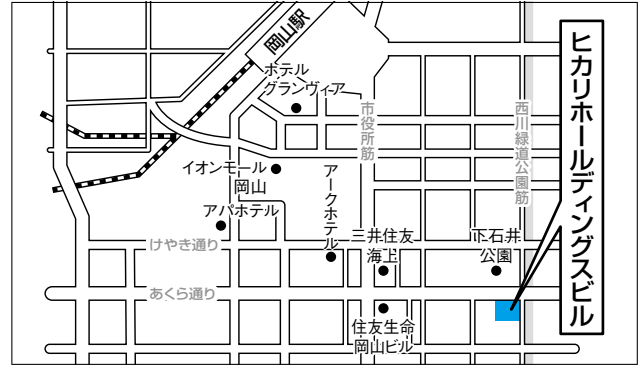 岡山駅
ホテル
グランヴィア
市役所筋
西川緑道公園筋
ヒカリホールディングスビル
イオンモール
岡山
アークホテル
アパホテル
けやき通り
三井住友
海上
下石井
公園
あくら通り
住友生命
岡山ビル